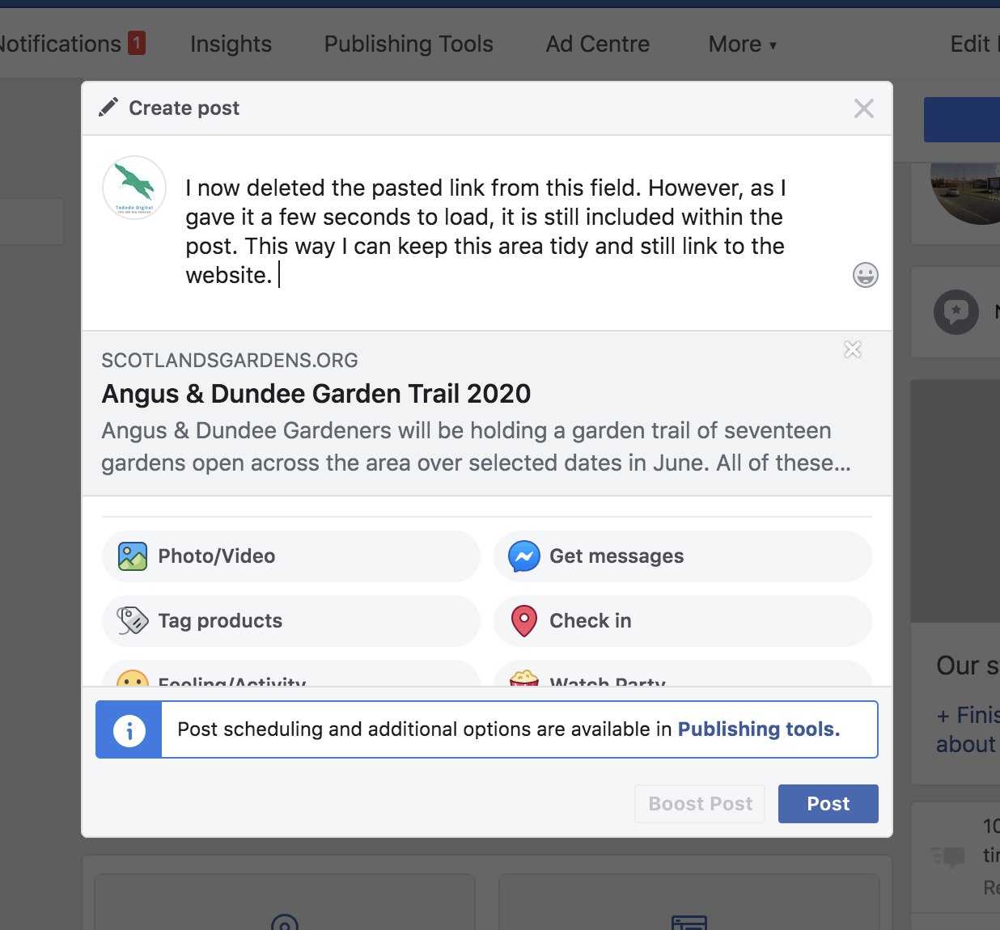 Notifications 1 Insights Publishing Tools Ad Centre More ▾ Edit
Create post
Tododo Digital
I now deleted the pasted link from this field. However, as I
gave it a few seconds to load, it is still included within the
post. This way I can keep this area tidy and still link to the
website.
SCOTLANDSGARDENS.ORG
Angus & Dundee Garden Trail 2020
Angus & Dundee Gardeners will be holding a garden trail of seventeen
gardens open across the area over selected dates in June. All of these...
Photo/Video
Get messages
Tag products
Check in
Feeling/Activity
Watch Party
Post scheduling and additional options are available in Publishing tools.
Boost Post
Post
Our s
+ Finis
about
10
ti
Re